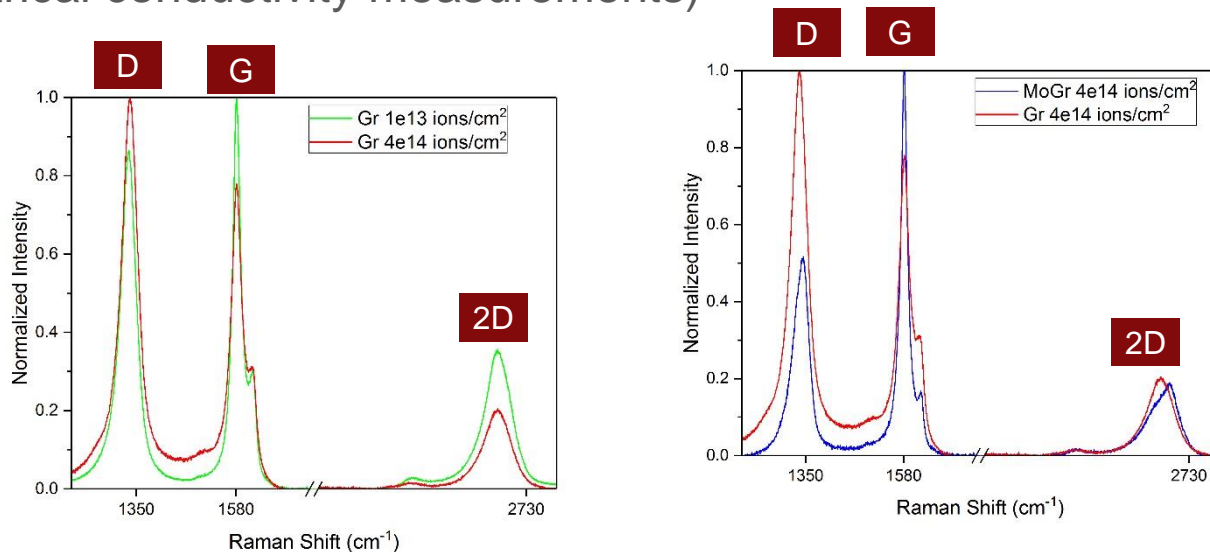 conductivity measurements)
D
G
2D
1.0
0.8
0.6
0.4
0.2
0.0
Normalized Intensity
Gr 1e13 ions/cm²
Gr 4e14 ions/cm²
1350
1580
2730
Raman Shift (cm⁻¹)
D
G
2D
1.0
0.8
0.6
0.4
0.2
0.0
Normalized Intensity
MoGr 4e14 ions/cm²
Gr 4e14 ions/cm²
1350
1580
2730
Raman Shift (cm⁻¹)